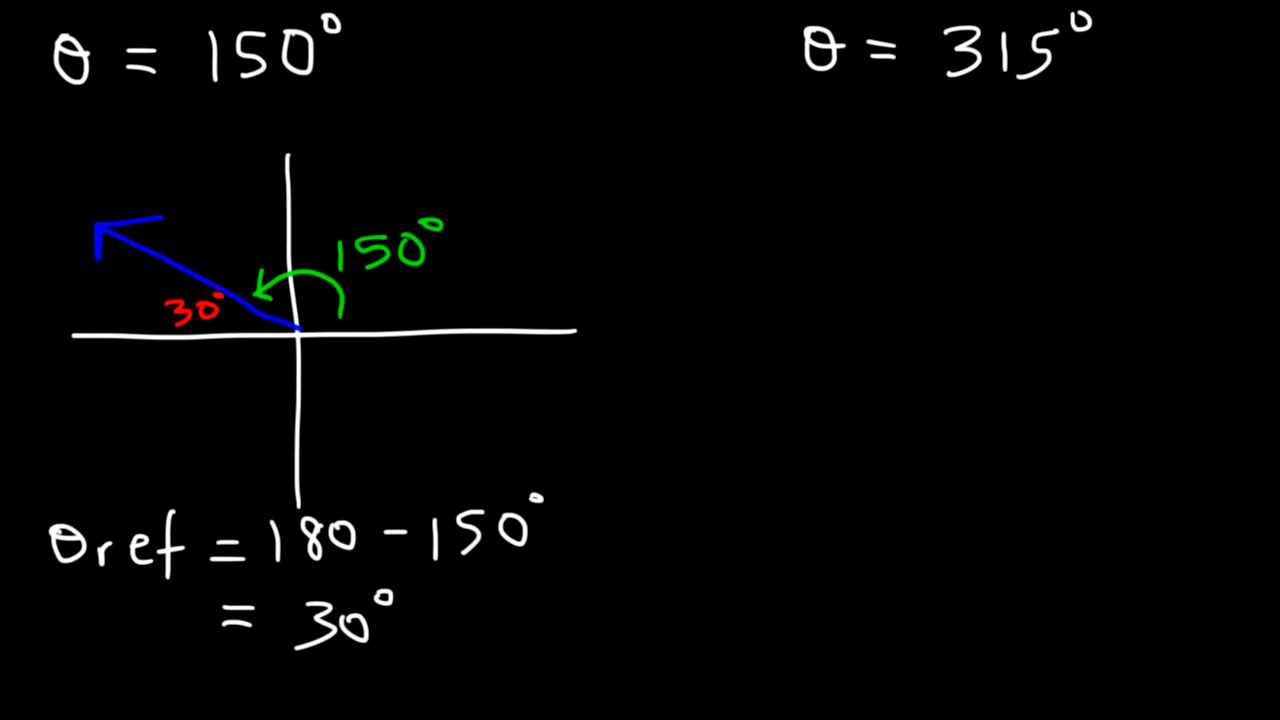 θ = 150°
θ = 315°
150°
30°
θref = 180 - 150°
= 30°